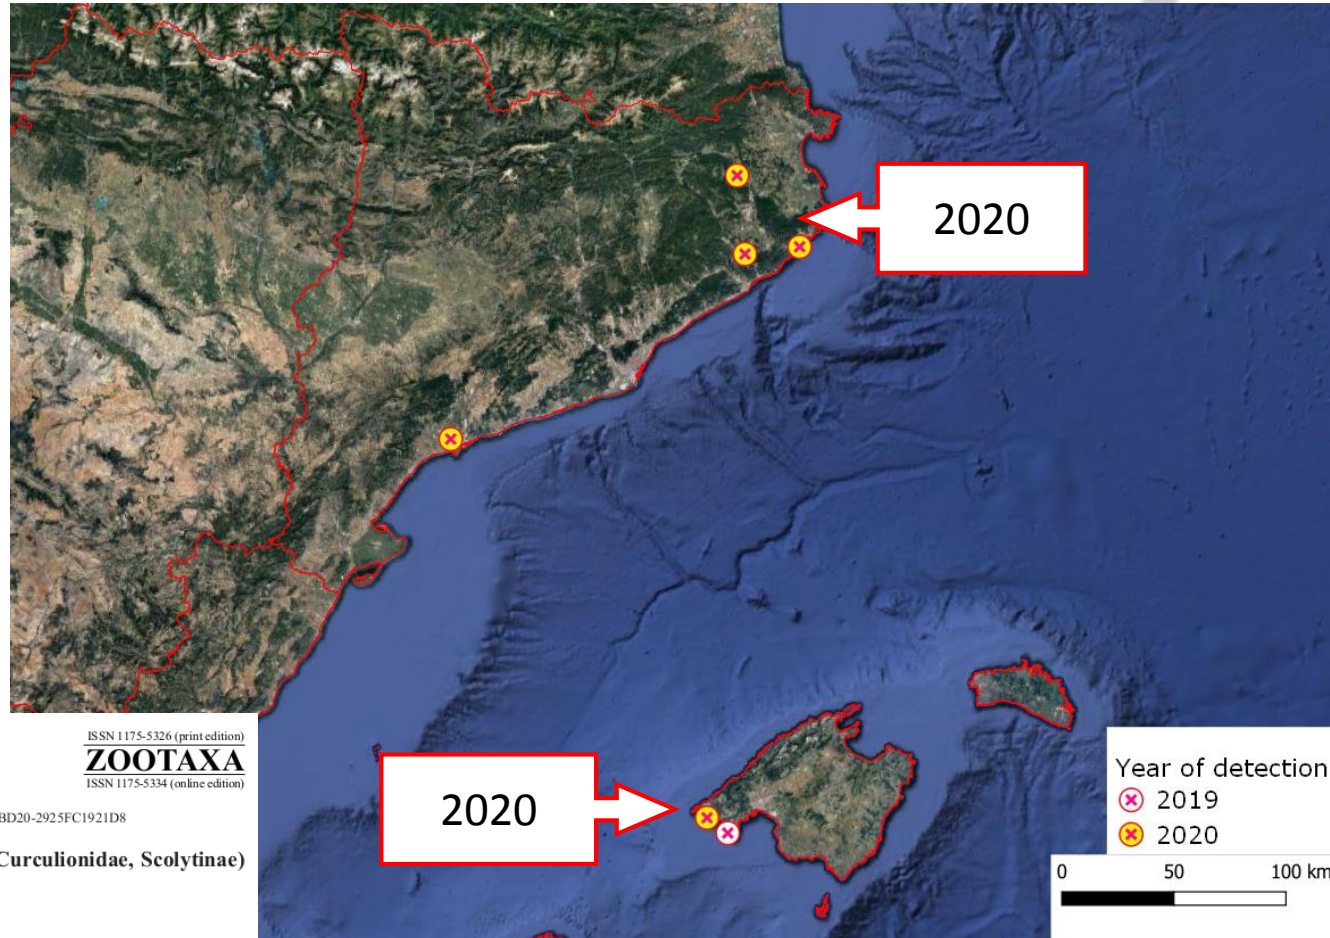 2020
ISSN 1175-5326 (print edition)
ZOOTAXA
ISSN 1175-5334 (online edition)
BD20-2925FC1921D8
Curculionidae, Scolytinae)
2020
Year of detection
2019
2020
0 50 100 km